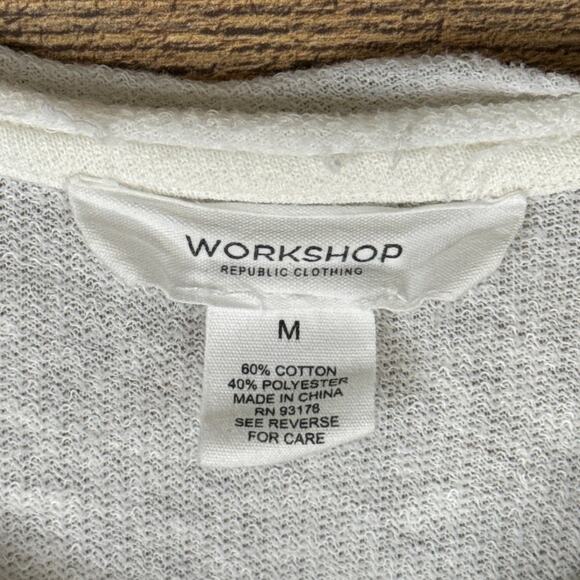 WORKSHOP
REPUBLIC CLOTHING
M
60% COTTON
40% POLYESTER
MADE IN CHINA
RN 93176
SEE REVERSE
FOR CARE